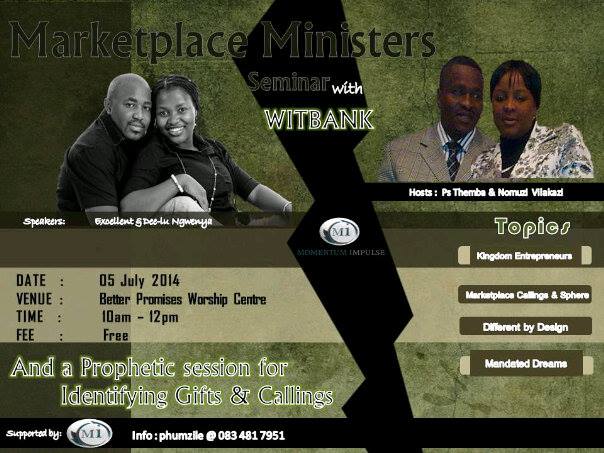 Marketplace Ministers
Seminar with
WITBANK
Hosts : Ps Themba & Nomuzi Vilakazi
Speakers: Excellent & Dee-lu Ngwenya
M1
MOMENTUM IMPULSE
Topics
Kingdom Entrepreneurs
Marketplace Callings & Sphere
Different by Design
Mandated Dreams
DATE : 05 July 2014
VENUE : Better Promises Worship Centre
TIME : 10am - 12pm
FEE : Free
And a Prophetic session for
Identifying Gifts & Callings
Supported by: M1
Info : phumzile @ 083 481 7951